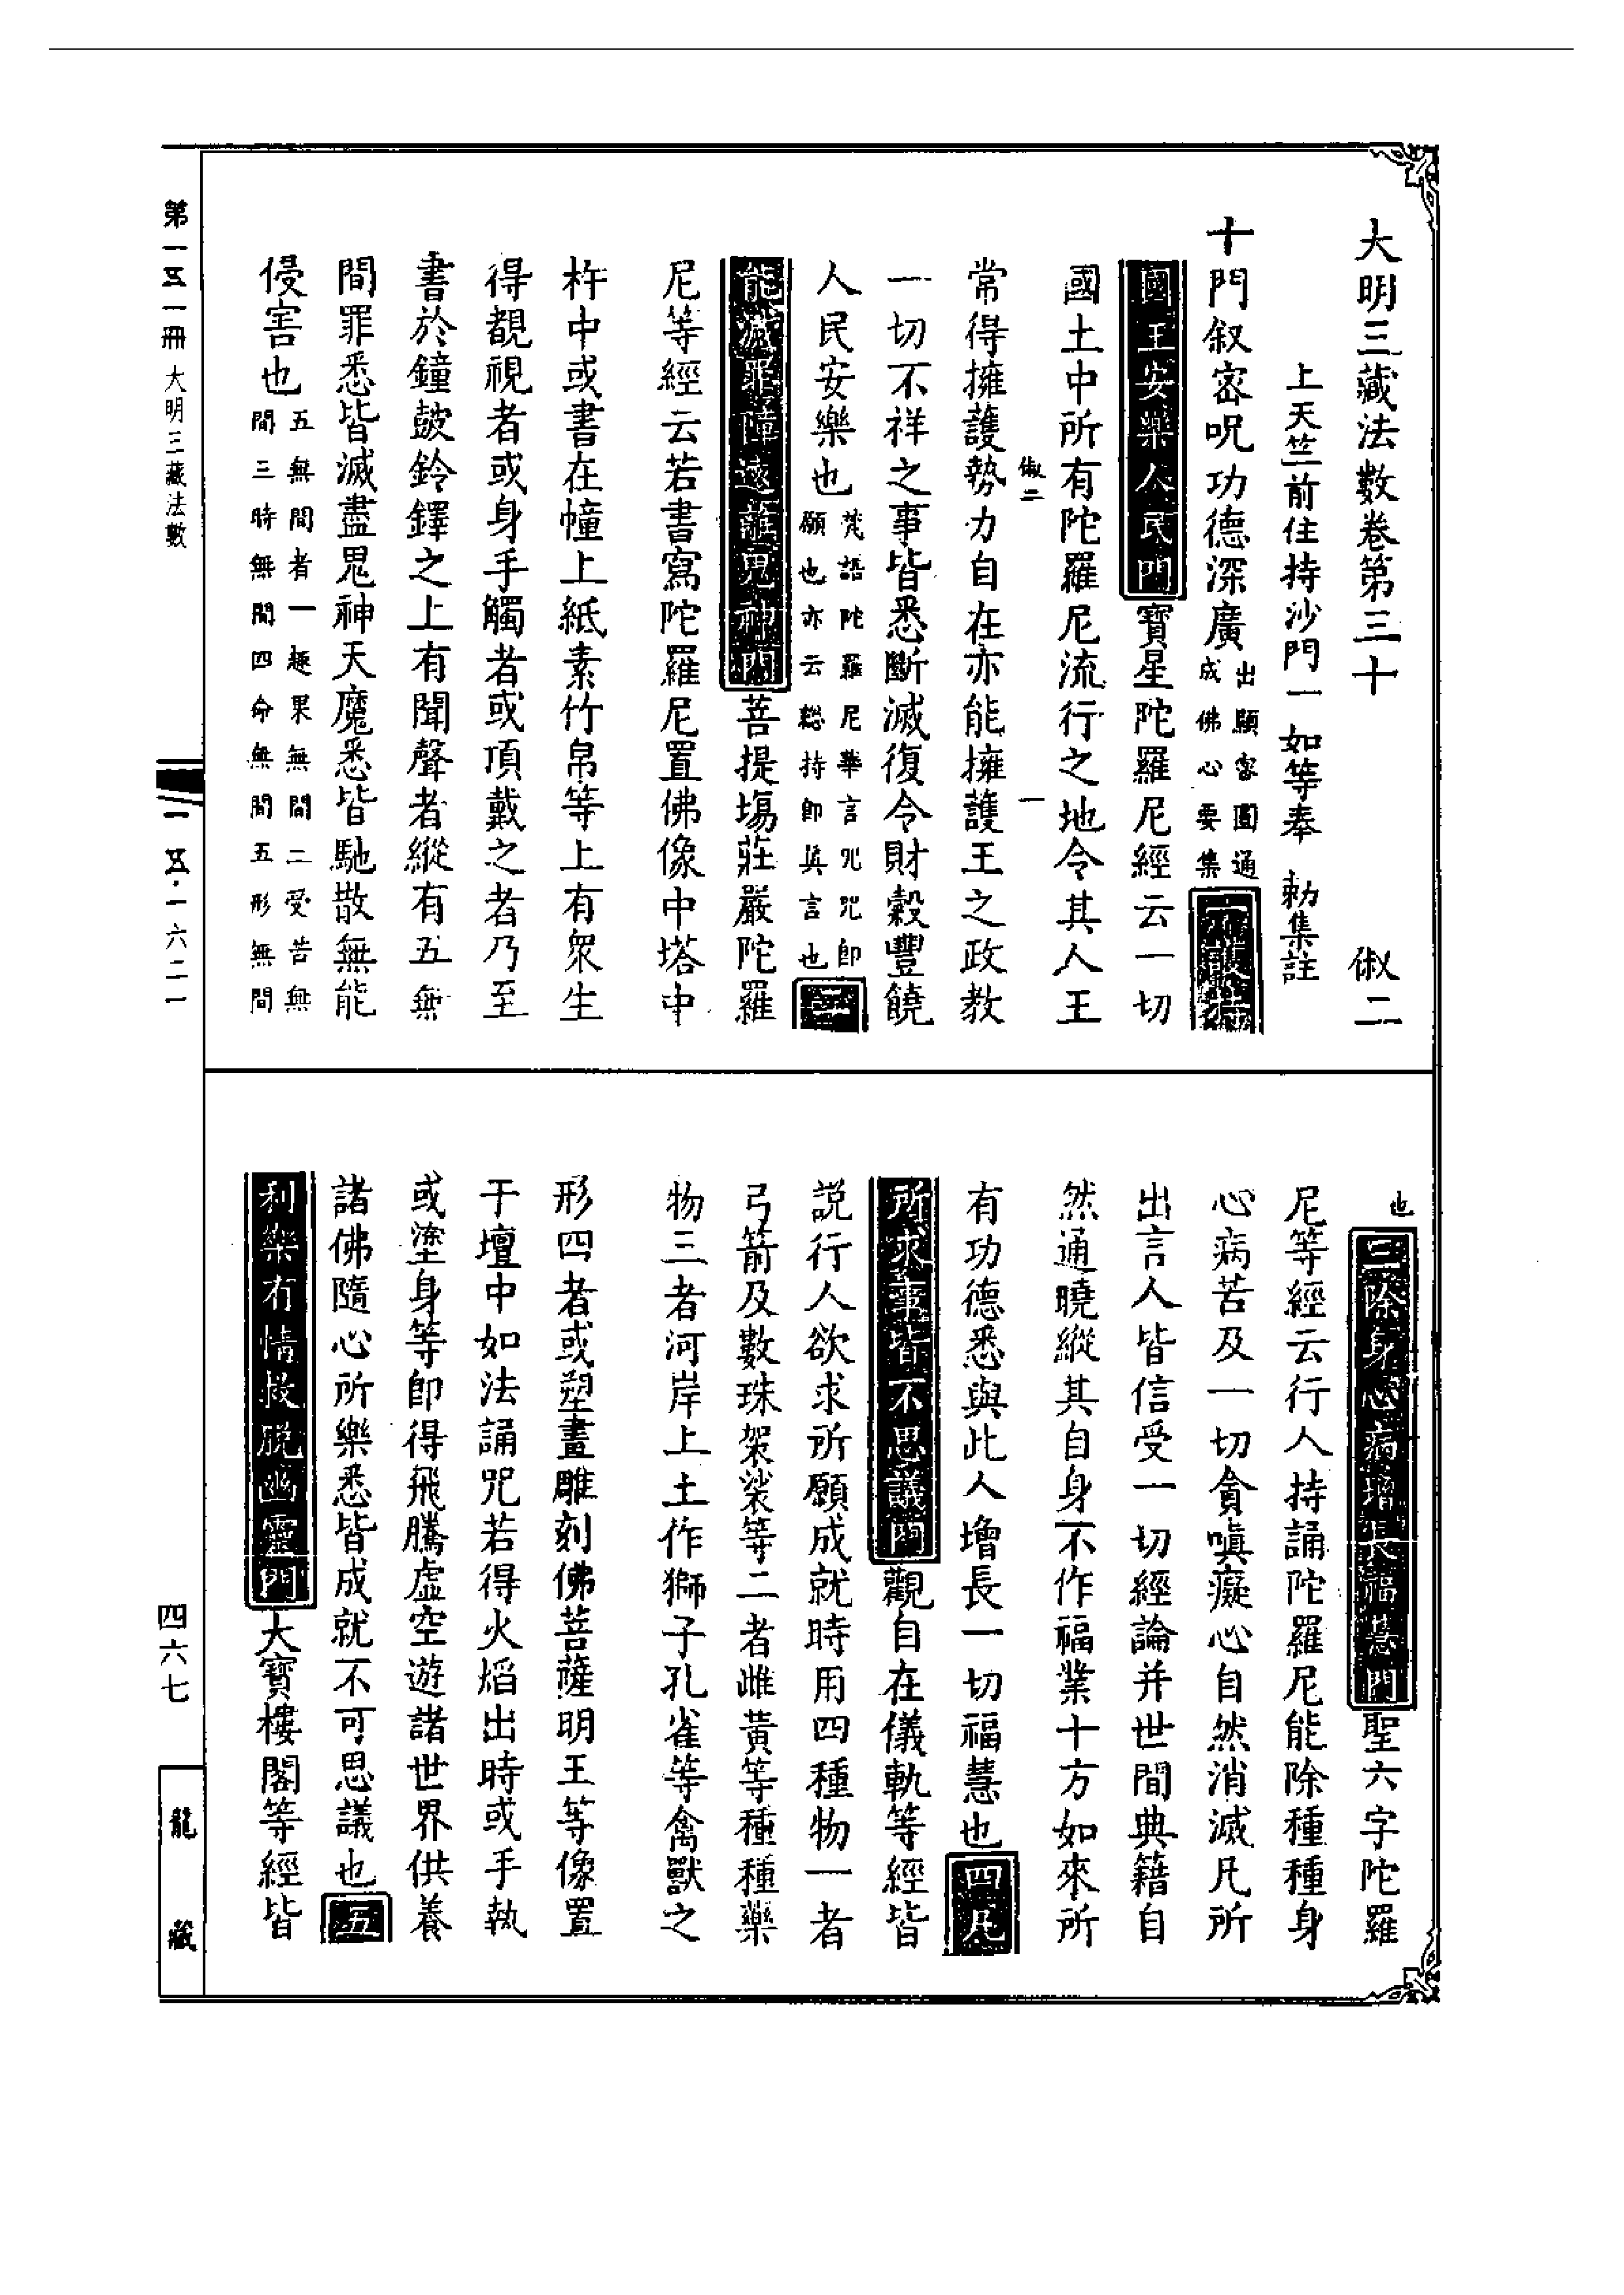 大明三藏法數卷第三十　俶二
上天竺前住持沙門一如等奉　勅集註
十門叙密呪功德深廣出顯密圓通成佛心要集一護持
國王安樂人民門寶星陀羅尼經云一切
國土中所有陀羅尼流行之地令其人王
俶二　一
常得擁護勢力自在亦能擁護王之政教
一切不祥之事皆悉斷滅復令財穀豐饒
人民安樂也梵語陀羅尼華言呪呪即願也亦云總持即眞言也二
能滅罪障遠離鬼神門菩提場莊嚴陀羅
尼等經云若書寫陀羅尼置佛像中塔中
杵中或書在幢上紙素竹帛等上有衆生
得覩視者或身手觸者或頂戴之者乃至
書於鐘鼓鈴鐸之上有聞聲者縱有五無
間罪悉皆滅盡鬼神天魔悉皆馳散無能
侵害也五無間者一趣果無間二受苦無間三時無間四命無間五形無間
也三除身心病增長福慧門聖六字陀羅
尼等經云行人持誦陀羅尼能除種種身
心病苦及一切貪嗔癡心自然消滅凡所
出言人皆信受一切經論并世間典籍自
然通曉縱其自身不作福業十方如來所
有功德悉與此人增長一切福慧也四凡
所求事皆不思議門觀自在儀軌等經皆
説行人欲求所願成就時用四種物一者
弓箭及數珠袈裟等二者雌黃等種種藥
物三者河岸上土作獅子孔雀等禽獸之
形四者或塑畫雕刻佛菩薩明王等像置
于壇中如法誦呪若得火焰出時或手執
或塗身等卽得飛騰虛空遊諸世界供養
諸佛隨心所樂悉皆成就不可思議也五
利樂有情救脱幽靈門大寶樓閣等經皆
第一五一冊　大明三藏法數
一一五·一六二一
四六七
龍藏